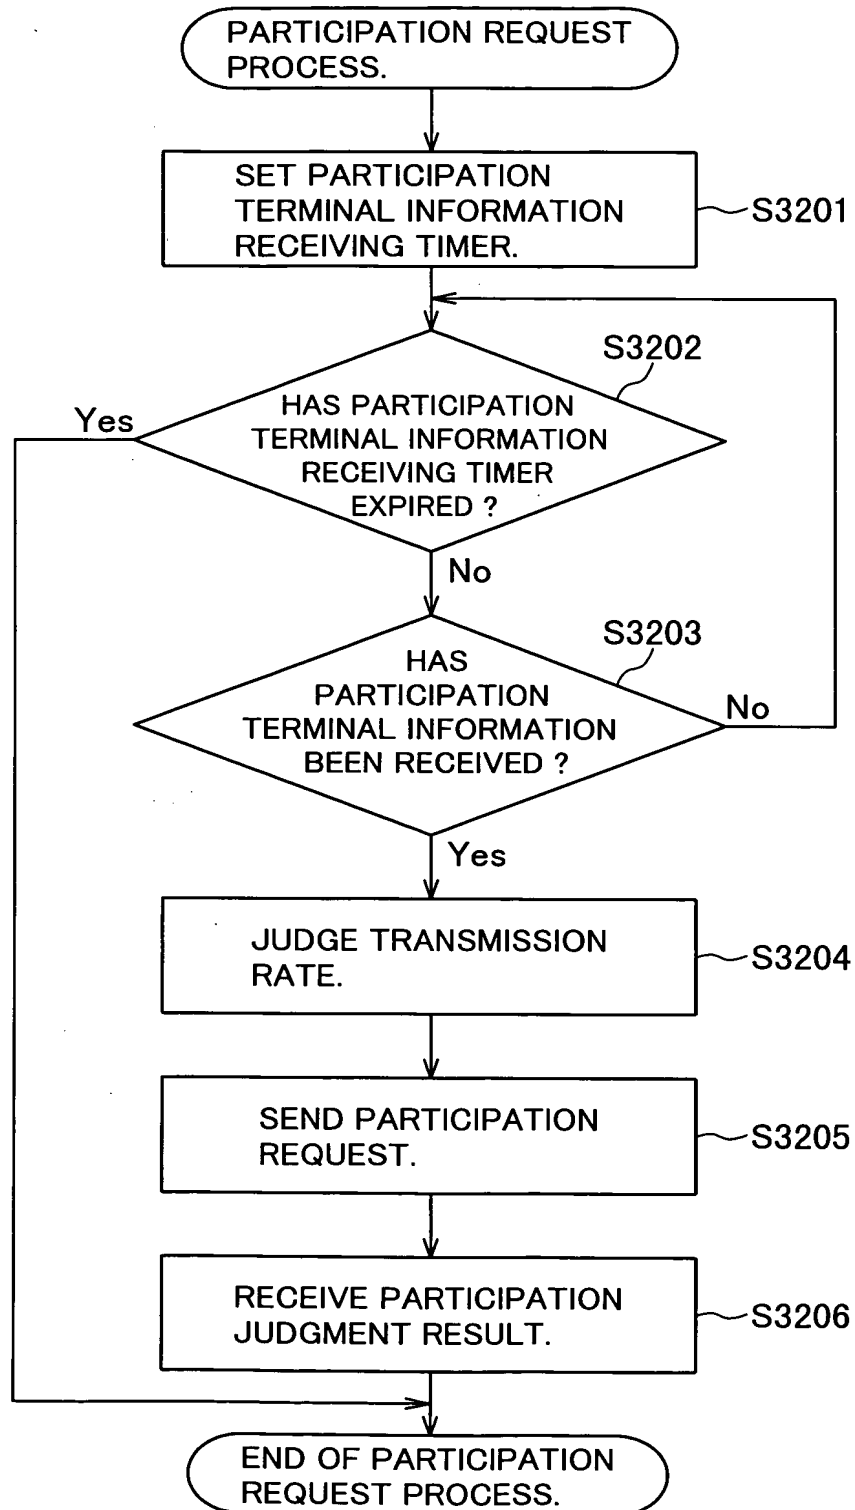 PARTICIPATION REQUEST
PROCESS.
SET PARTICIPATION
TERMINAL INFORMATION
RECEIVING TIMER.
S3201
S3202
Yes
HAS PARTICIPATION
TERMINAL INFORMATION
RECEIVING TIMER
EXPIRED ?
No
S3203
HAS
PARTICIPATION
TERMINAL INFORMATION
BEEN RECEIVED ?
No
Yes
JUDGE TRANSMISSION
RATE.
S3204
SEND PARTICIPATION
REQUEST.
S3205
RECEIVE PARTICIPATION
JUDGMENT RESULT.
S3206
END OF PARTICIPATION
REQUEST PROCESS.